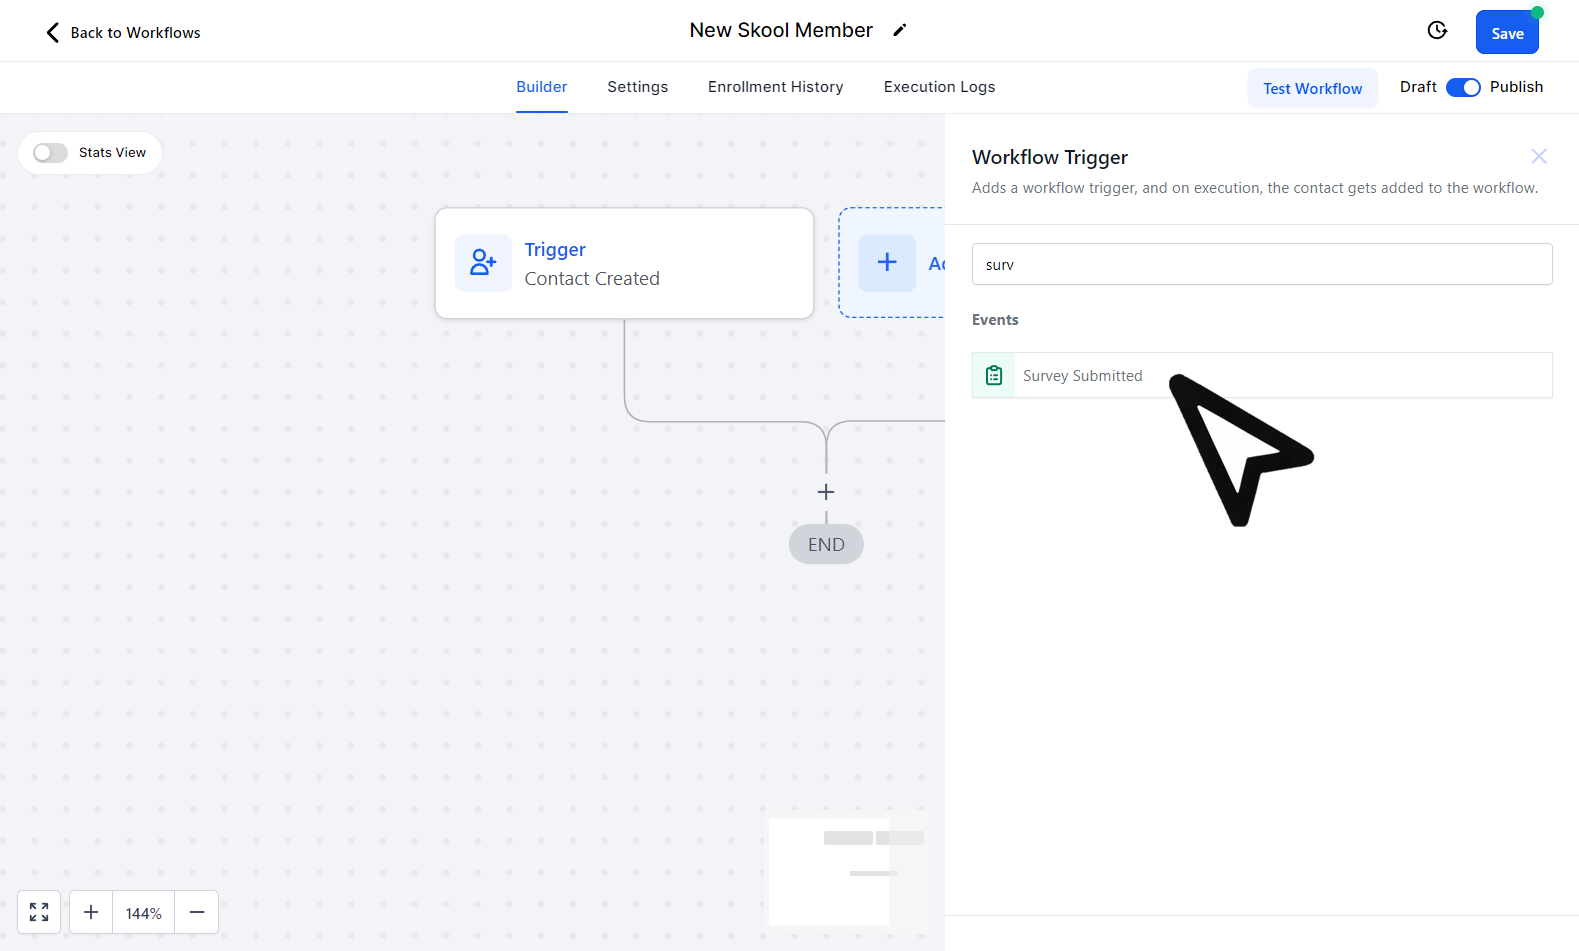 Back to Workflows
New Skool Member
Save
Builder
Settings
Enrollment History
Execution Logs
Test Workflow
Draft
Publish
Stats View
Workflow Trigger
Adds a workflow trigger, and on execution, the contact gets added to the workflow.
Trigger
Contact Created
surv
Events
Survey Submitted
END
144%